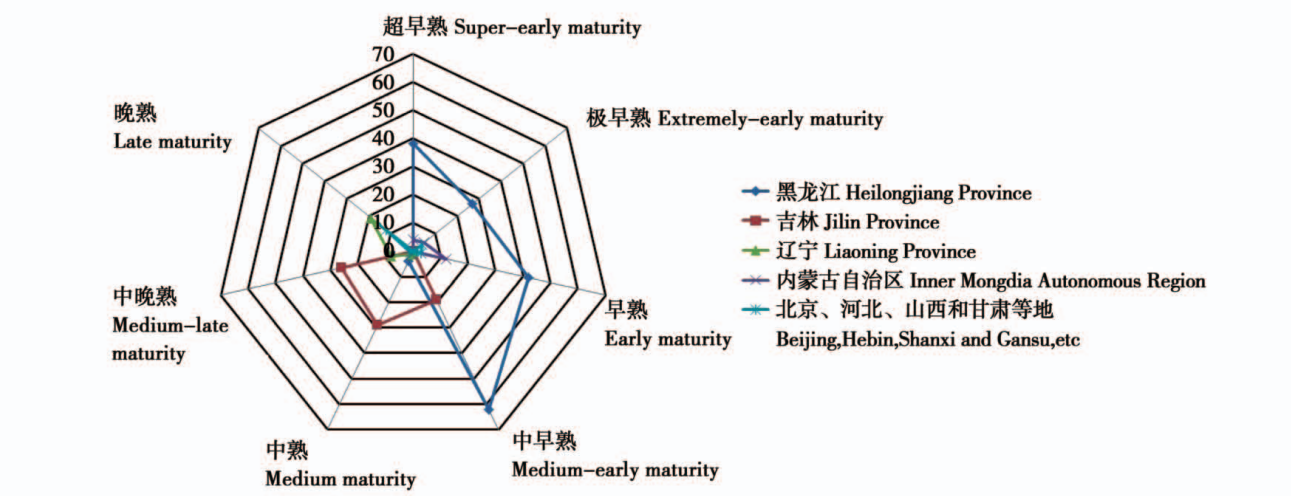 超早熟 Super-early maturity
70
60
50
40
30
20
10
0
极早熟 Extremely-early maturity
早熟
Early maturity
中早熟
Medium-early maturity
中熟
Medium maturity
中晚熟
Medium-late
maturity
晚熟
Late maturity
黑龙江 Heilongjiang Province
吉林 Jilin Province
辽宁 Liaoning Province
内蒙古自治区 Inner Mongdia Autonomous Region
北京、河北、山西和甘肃等地
Beijing,Hebin,Shanxi and Gansu,etc